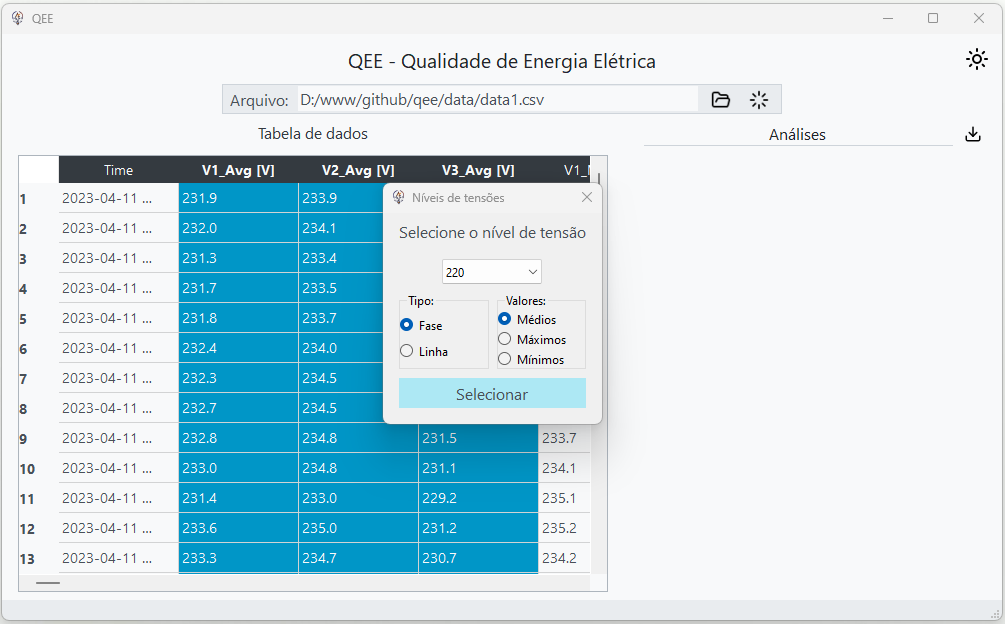 QEE
QEE - Qualidade de Energia Elétrica
Arquivo: D:/www/github/qee/data/data1.csv
Tabela de dados
Análises
Time V1_Avg [V] V2_Avg [V] V3_Avg [V] V1_
1 2023-04-11 ... 231.9 233.9
2 2023-04-11 ... 232.0 234.1
3 2023-04-11 ... 231.3 233.4
4 2023-04-11 ... 231.7 233.5
5 2023-04-11 ... 231.8 233.7
6 2023-04-11 ... 232.4 234.0
7 2023-04-11 ... 232.3 234.5
8 2023-04-11 ... 232.7 234.5
9 2023-04-11 ... 232.8 234.8 231.5 233.7
10 2023-04-11 ... 233.0 234.8 231.1 234.1
11 2023-04-11 ... 231.4 233.0 229.2 235.1
12 2023-04-11 ... 233.6 235.0 231.2 235.2
13 2023-04-11 ... 233.3 234.7 230.7 234.2
Níveis de tensões
Selecione o nível de tensão
220
Tipo:
Fase
Linha
Valores:
Médios
Máximos
Mínimos
Selecionar